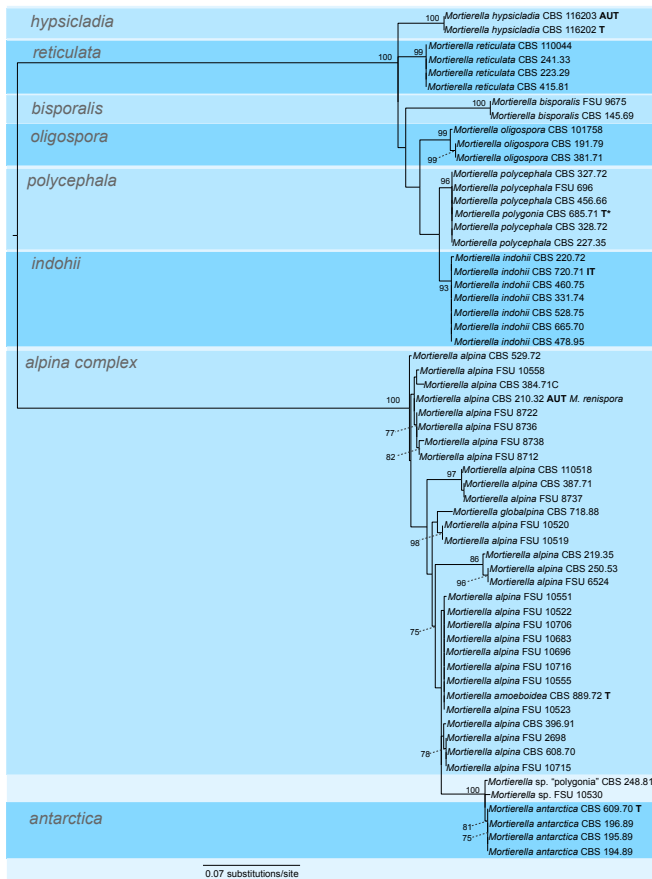 hypsicladia
100
Mortierella hypsicladia CBS 116203 AUT
Mortierella hypsicladia CBS 116202 T
reticulata
100
99
Mortierella reticulata CBS 110044
Mortierella reticulata CBS 241.33
Mortierella reticulata CBS 223.29
Mortierella reticulata CBS 415.81
bisporalis
100
Mortierella bisporalis FSU 9675
Mortierella bisporalis CBS 145.69
oligospora
99
99
Mortierella oligospora CBS 101758
Mortierella oligospora CBS 191.79
Mortierella oligospora CBS 381.71
polycephala
96
Mortierella polycephala CBS 327.72
Mortierella polycephala FSU 696
Mortierella polycephala CBS 456.66
Mortierella polygonia CBS 685.71 T*
Mortierella polycephala CBS 328.72
Mortierella polycephala CBS 227.35
indohii
93
Mortierella indohii CBS 220.72
Mortierella indohii CBS 720.71 IT
Mortierella indohii CBS 460.75
Mortierella indohii CBS 331.74
Mortierella indohii CBS 528.75
Mortierella indohii CBS 665.70
Mortierella indohii CBS 478.95
alpina complex
100
Mortierella alpina CBS 529.72
Mortierella alpina FSU 10558
Mortierella alpina CBS 384.71C
Mortierella alpina CBS 210.32 AUT M. renispora
Mortierella alpina FSU 8722
77
Mortierella alpina FSU 8736
Mortierella alpina FSU 8738
82
Mortierella alpina FSU 8712
97
Mortierella alpina CBS 110518
Mortierella alpina CBS 387.71
Mortierella alpina FSU 8737
Mortierella globalpina CBS 718.88
98
Mortierella alpina FSU 10520
Mortierella alpina FSU 10519
86
Mortierella alpina CBS 219.35
Mortierella alpina CBS 250.53
96
Mortierella alpina FSU 6524
75
Mortierella alpina FSU 10551
Mortierella alpina FSU 10522
Mortierella alpina FSU 10706
Mortierella alpina FSU 10683
Mortierella alpina FSU 10696
Mortierella alpina FSU 10716
Mortierella alpina FSU 10555
Mortierella amoeboidea CBS 889.72 T
Mortierella alpina FSU 10523
Mortierella alpina CBS 396.91
Mortierella alpina FSU 2698
78
Mortierella alpina CBS 608.70
Mortierella alpina FSU 10715
100
Mortierella sp. "polygonia" CBS 248.81
Mortierella sp. FSU 10530
antarctica
Mortierella antarctica CBS 609.70 T
81
Mortierella antarctica CBS 196.89
75
Mortierella antarctica CBS 195.89
Mortierella antarctica CBS 194.89
0.07 substitutions/site